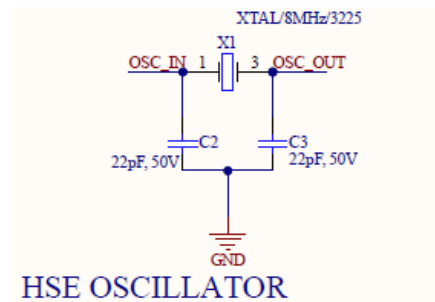 XTAL/8MHz/3225
X1
OSC_IN 1 3 OSC_OUT
C2 C3
22pF, 50V 22pF, 50V
GND
HSE OSCILLATOR